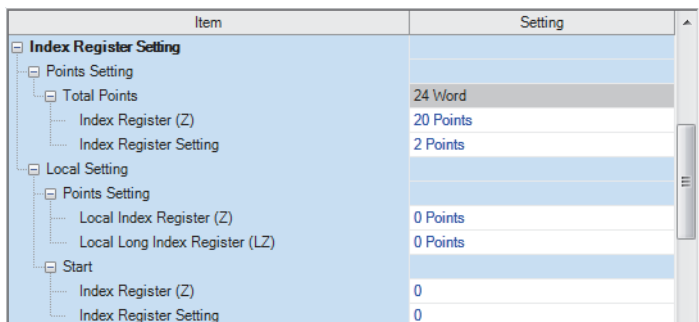 Item Setting
Index Register Setting
Points Setting
Total Points 24 Word
Index Register (Z) 20 Points
Index Register Setting 2 Points
Local Setting
Points Setting
Local Index Register (Z) 0 Points
Local Long Index Register (LZ) 0 Points
Start
Index Register (Z) 0
Index Register Setting 0